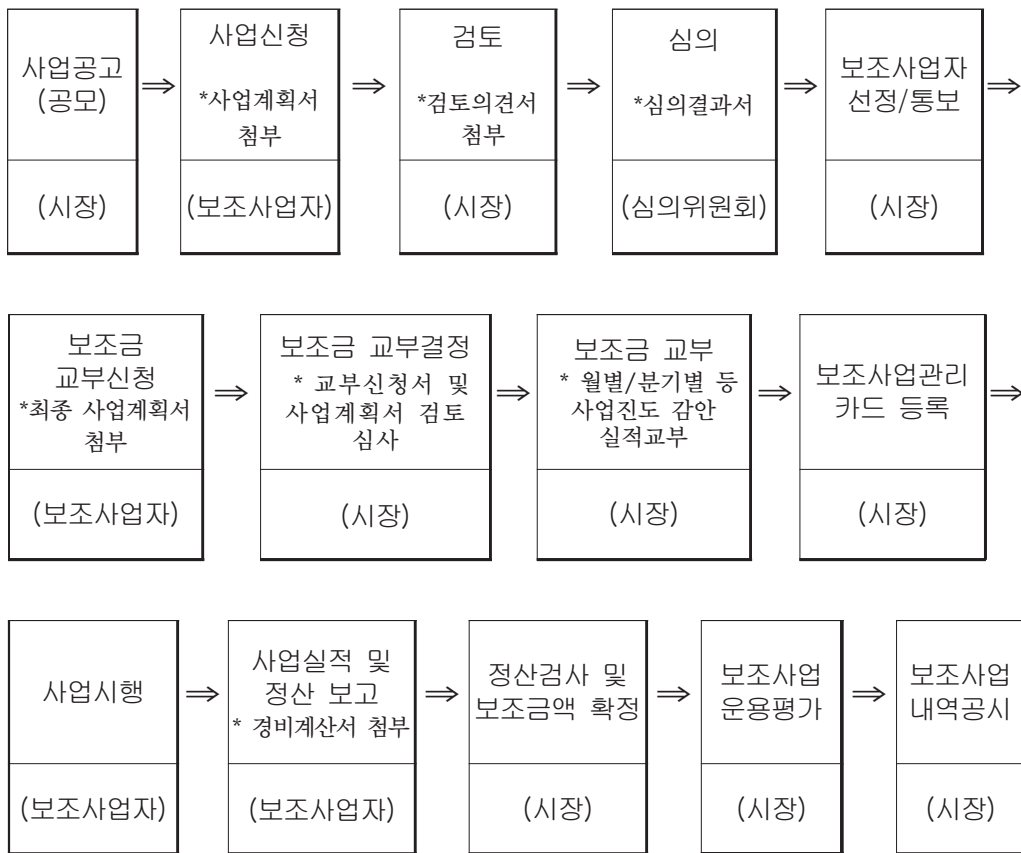 사업공고
(공모)
⇒
사업신청
*사업계획서
첨부
⇒
검토
*검토의견서
첨부
⇒
심의
*심의결과서
⇒
보조사업자
선정/통보
⇒
(시장)
(보조사업자)
(시장)
(심의위원회)
(시장)
보조금
교부신청
*최종 사업계획서
첨부
⇒
보조금 교부결정
* 교부신청서 및
사업계획서 검토
심사
⇒
보조금 교부
* 월별/분기별 등
사업진도 감안
실적교부
⇒
보조사업관리
카드 등록
⇒
(보조사업자)
(시장)
(시장)
(시장)
사업시행
⇒
사업실적 및
정산 보고
* 경비계산서 첨부
⇒
정산검사 및
보조금액 확정
⇒
보조사업
운용평가
⇒
보조사업
내역공시
(보조사업자)
(보조사업자)
(시장)
(시장)
(시장)